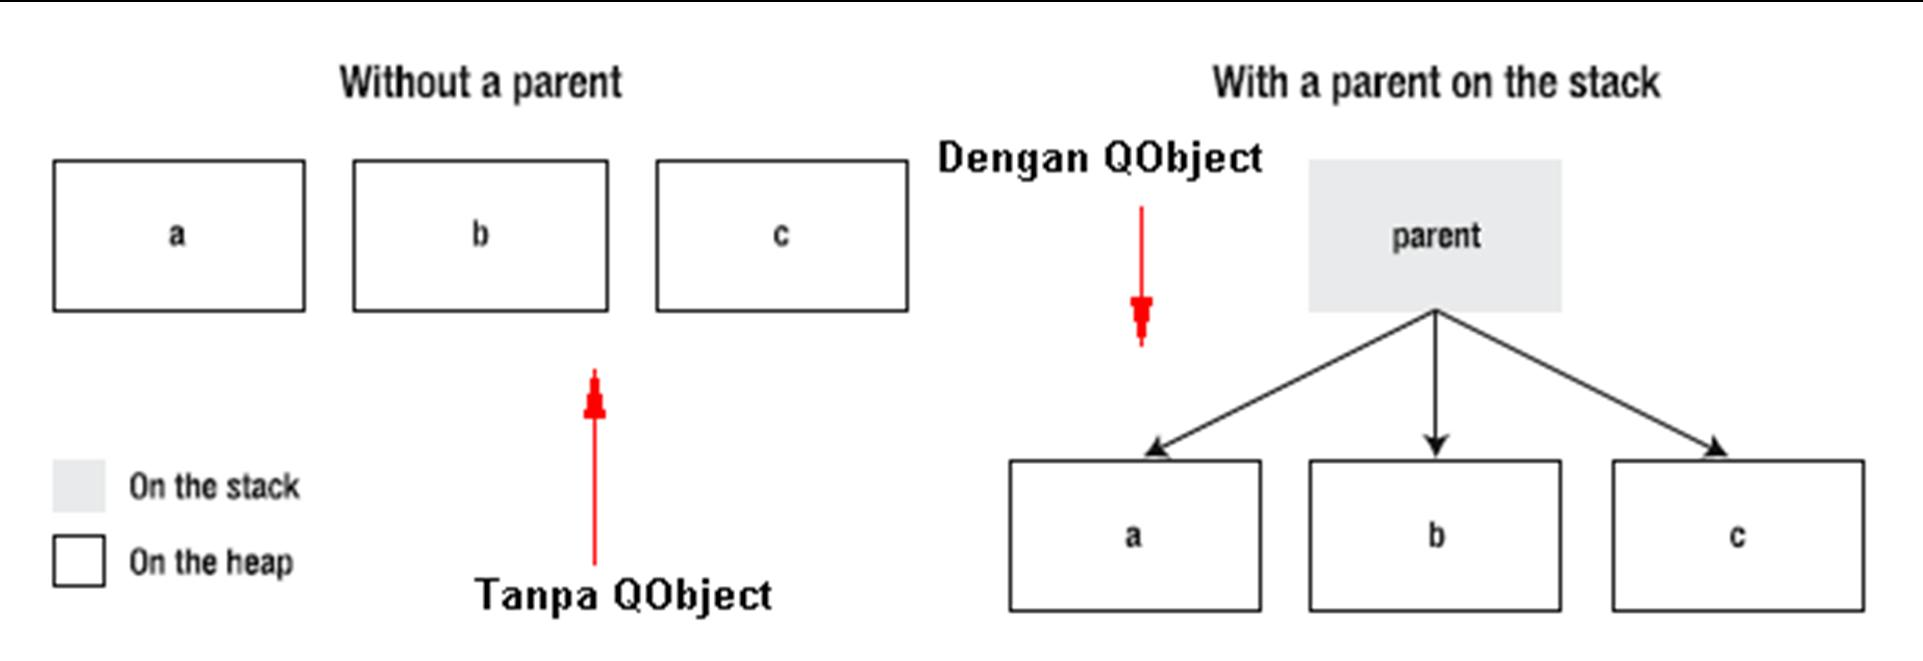 Without a parent
a
b
c
On the stack
On the heap
Tanpa QObject
With a parent on the stack
Dengan QObject
parent
a
b
c